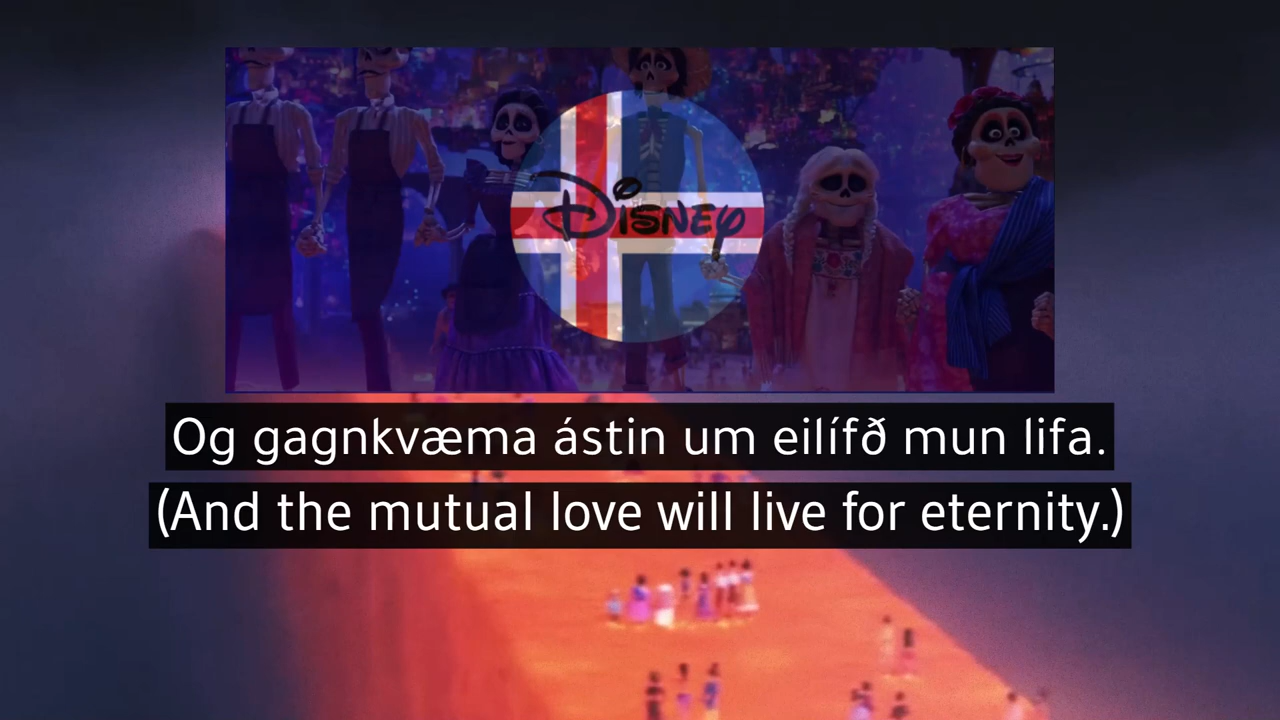 Disney
Og gagnkvæma ástin um eilífð mun lifa.
(And the mutual love will live for eternity.)